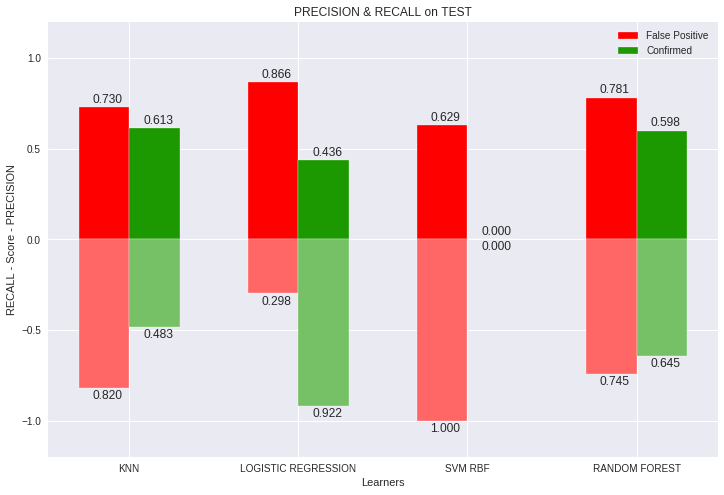 PRECISION & RECALL on TEST
False Positive
Confirmed
RECALL - Score - PRECISION
1.0
0.5
0.0
−0.5
−1.0
0.730
0.613
0.820
0.483
0.866
0.436
0.298
0.922
0.629
0.000
1.000
0.000
0.781
0.598
0.745
0.645
KNN
LOGISTIC REGRESSION
SVM RBF
RANDOM FOREST
Learners